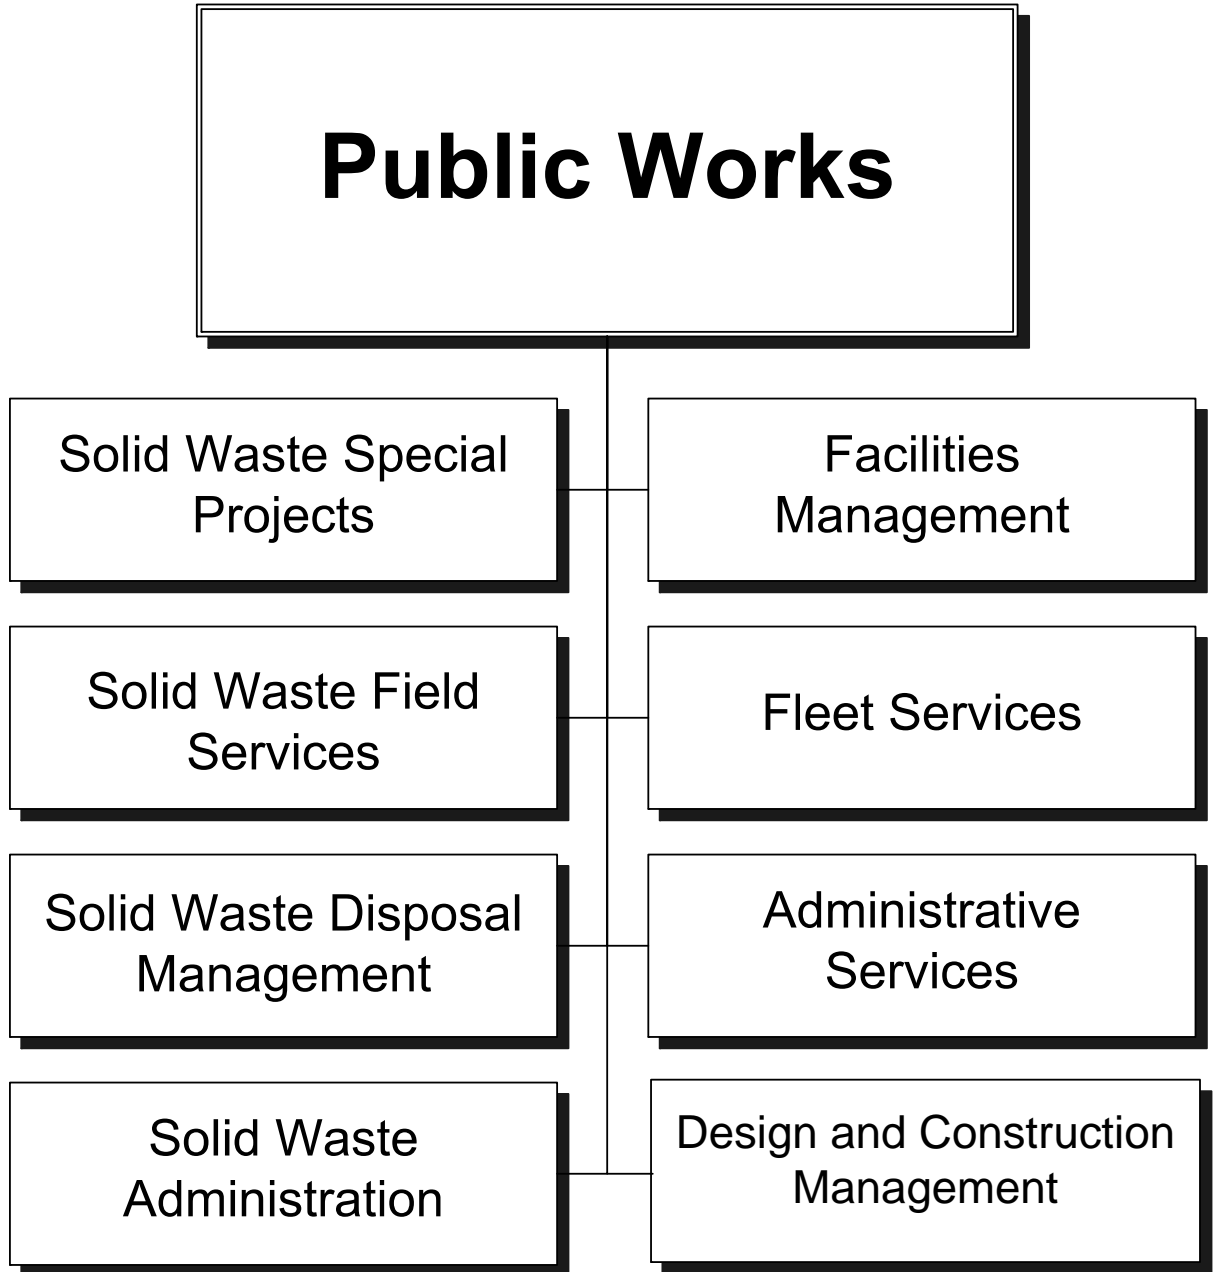 Public Works
Solid Waste Special
Projects
Facilities
Management
Solid Waste Field
Services
Fleet Services
Solid Waste Disposal
Management
Administrative
Services
Solid Waste
Administration
Design and Construction
Management